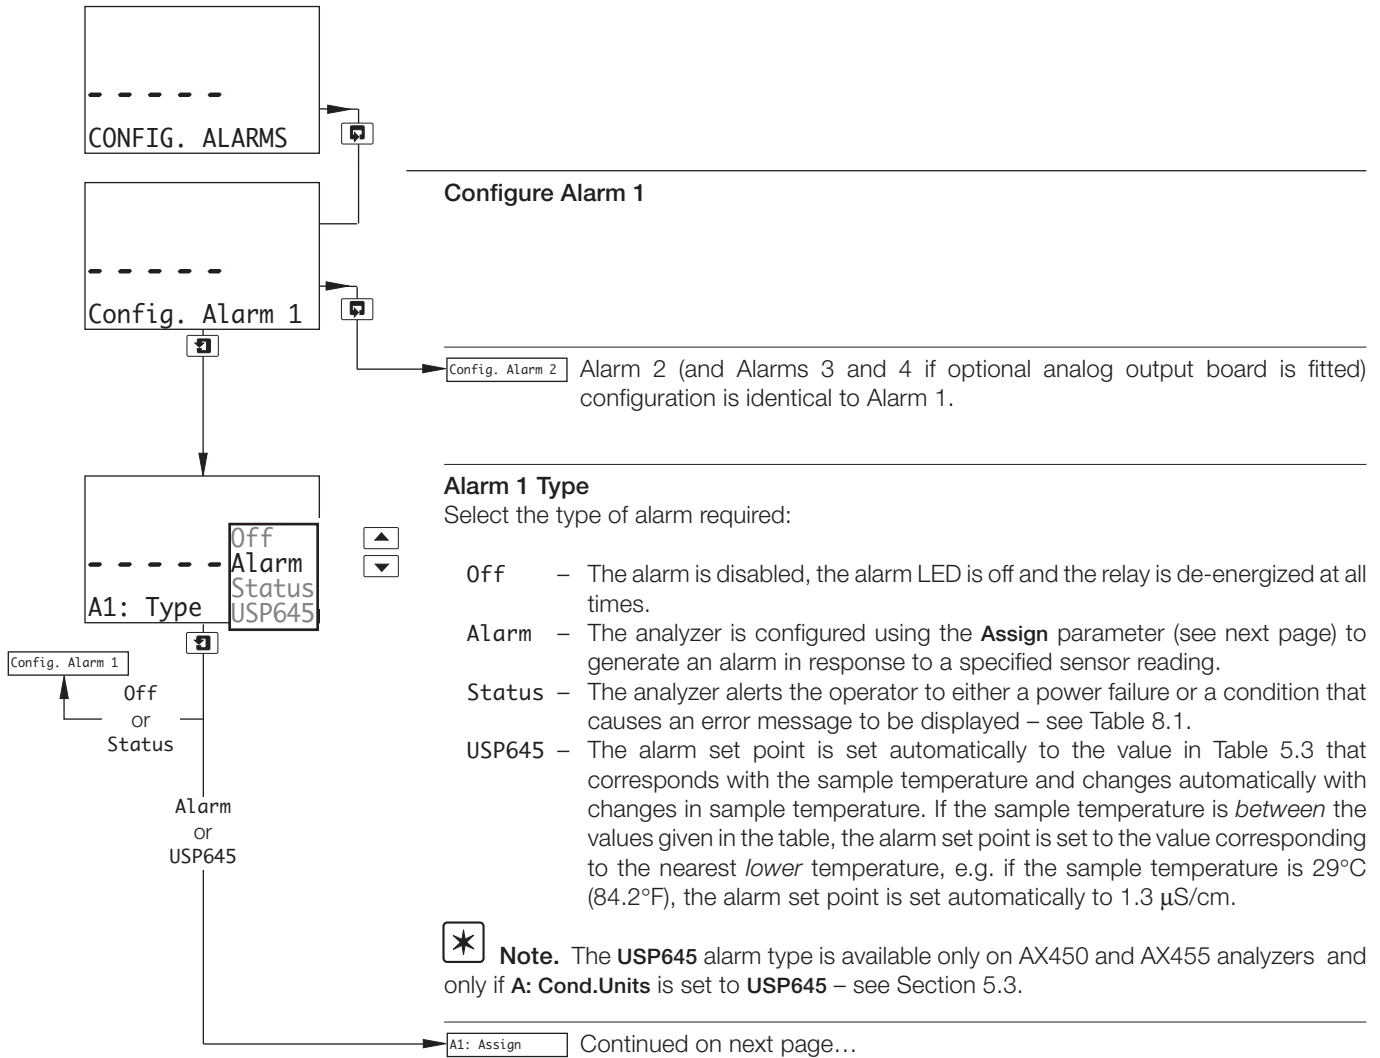 CONFIG. ALARMS
Configure Alarm 1
Config. Alarm 1
Config. Alarm 2 Alarm 2 (and Alarms 3 and 4 if optional analog output board is fitted)
configuration is identical to Alarm 1.
Alarm 1 Type
Select the type of alarm required:
Off
Alarm
Status
USP645
A1: Type
Off – The alarm is disabled, the alarm LED is off and the relay is de-energized at all
times.
Alarm – The analyzer is configured using the Assign parameter (see next page) to
generate an alarm in response to a specified sensor reading.
Status – The analyzer alerts the operator to either a power failure or a condition that
causes an error message to be displayed – see Table 8.1.
USP645 – The alarm set point is set automatically to the value in Table 5.3 that
corresponds with the sample temperature and changes automatically with
changes in sample temperature. If the sample temperature is between the
values given in the table, the alarm set point is set to the value corresponding
to the nearest lower temperature, e.g. if the sample temperature is 29°C
(84.2°F), the alarm set point is set automatically to 1.3 μS/cm.
Config. Alarm 1
Off
or
Status
Alarm
or
USP645
Note. The USP645 alarm type is available only on AX450 and AX455 analyzers and
only if A: Cond.Units is set to USP645 – see Section 5.3.
A1: Assign Continued on next page…